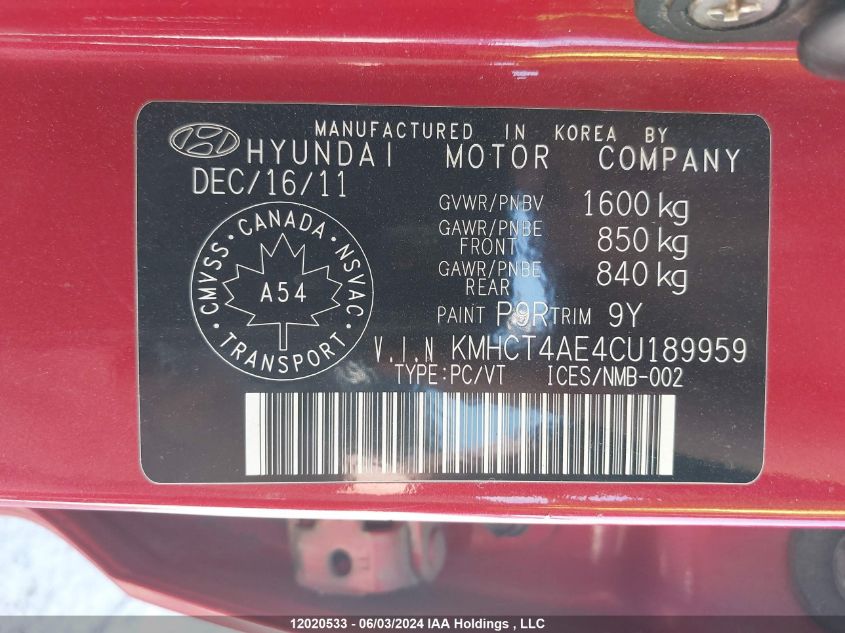 MANUFACTURED IN KOREA BY
HYUNDAI MOTOR COMPANY
DEC/16/11
GVWR/PNBV 1600 kg
GAWR/PNBE FRONT 850 kg
GAWR/PNBE REAR 840 kg
CMVSS · CANADA · NSVAC · TRANSPORT ·
A54
PAINT P9R TRIM 9Y
V.I.N KMHCT4AE4CU189959
TYPE:PC/VT ICES/NMB-002
12020533 - 06/03/2024 IAA Holdings , LLC